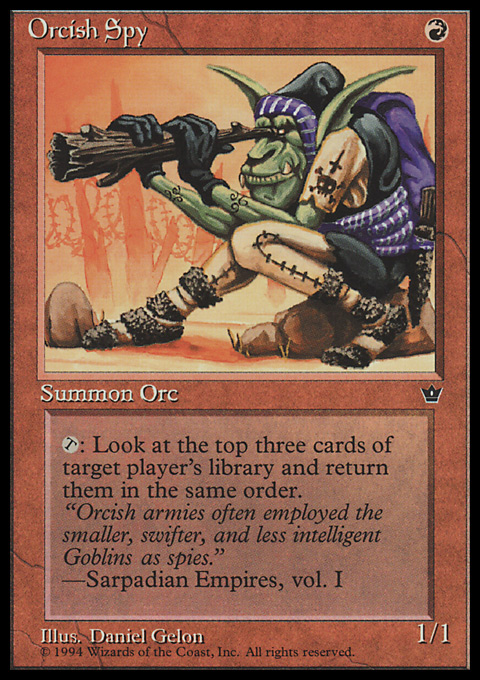 Orcish Spy
Summon Orc
T: Look at the top three cards of
target player's library and return
them in the same order.
"Orcish armies often employed the
smaller, swifter, and less intelligent
Goblins as spies."
—Sarpadian Empires, vol. I
Illus. Daniel Gelon
1/1
© 1994 Wizards of the Coast, Inc. All rights reserved.